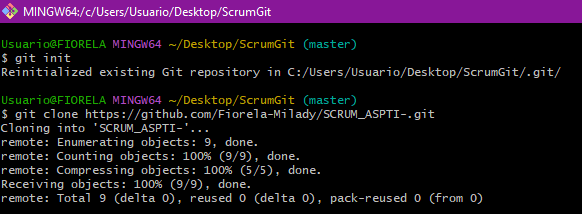 MINGW64:/c/Users/Usuario/Desktop/ScrumGit
Usuario@FIORELA MINGW64 ~/Desktop/ScrumGit (master)
$ git init
Reinitialized existing Git repository in C:/Users/Usuario/Desktop/ScrumGit/.git/
Usuario@FIORELA MINGW64 ~/Desktop/ScrumGit (master)
$ git clone https://github.com/Fiorela-Milady/SCRUM_ASPTI-.git
Cloning into 'SCRUM_ASPTI-'...
remote: Enumerating objects: 9, done.
remote: Counting objects: 100% (9/9), done.
remote: Compressing objects: 100% (5/5), done.
Receiving objects: 100% (9/9), done.
remote: Total 9 (delta 0), reused 0 (delta 0), pack-reused 0 (from 0)